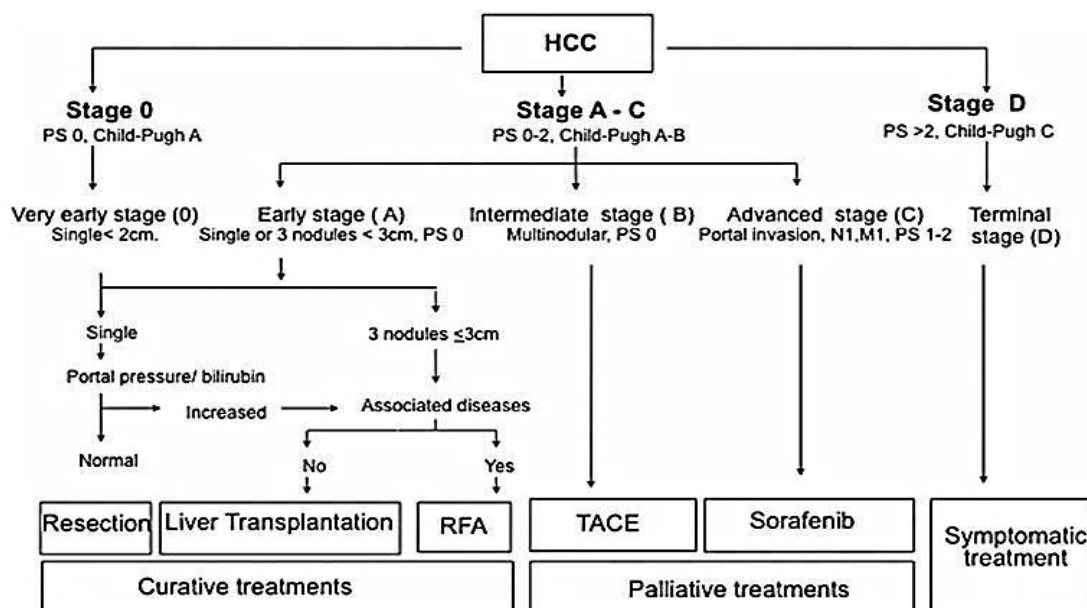 HCC
Stage 0
PS 0, Child-Pugh A
Stage A - C
PS 0-2, Child-Pugh A-B
Stage D
PS >2, Child-Pugh C
Very early stage (0)
Single< 2cm.
Early stage ( A)
Single or 3 nodules < 3cm, PS 0
Intermediate stage ( B)
Multinodular, PS 0
Advanced stage (C)
Portal invasion, N1,M1, PS 1-2
Terminal
stage (D)
Single
3 nodules ≤3cm
Portal pressure/ bilirubin
Increased
Associated diseases
Normal
No
Yes
Resection
Liver Transplantation
RFA
TACE
Sorafenib
Symptomatic
treatment
Curative treatments
Palliative treatments